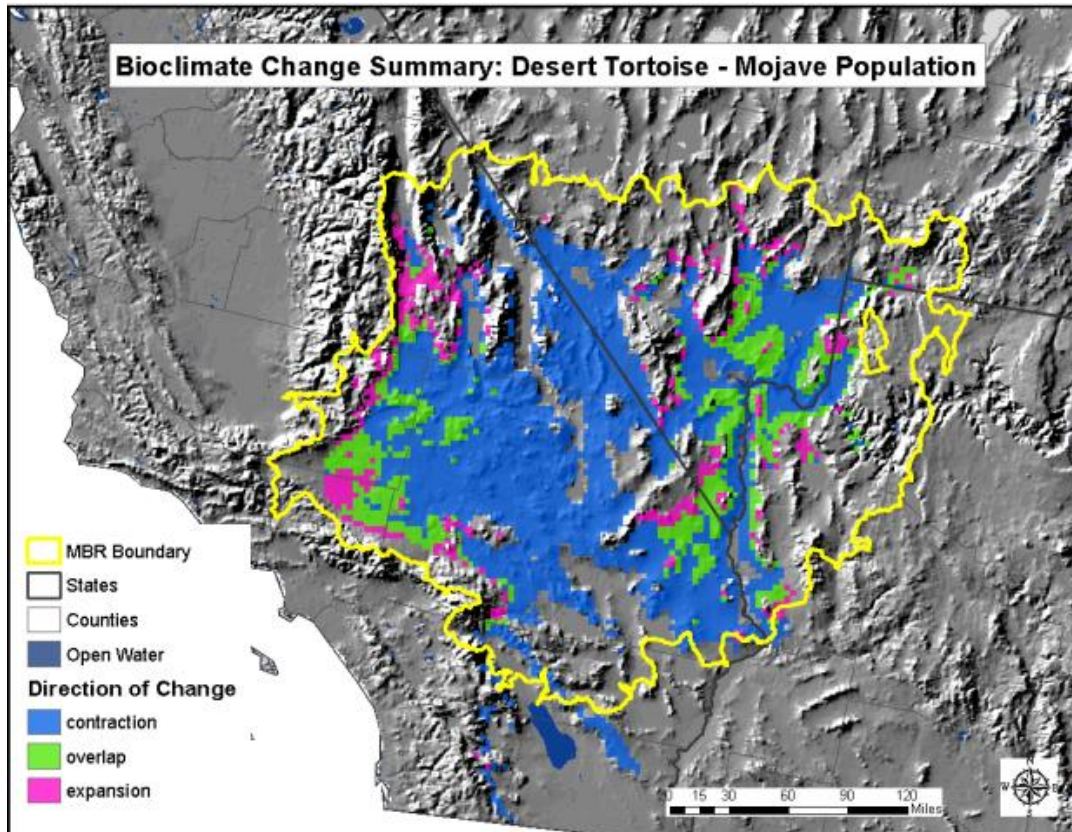 Bioclimate Change Summary: Desert Tortoise - Mojave Population
MBR Boundary
States
Counties
Open Water
Direction of Change
contraction
overlap
expansion
0 15 30 60 90 120
Miles
N
W E
S